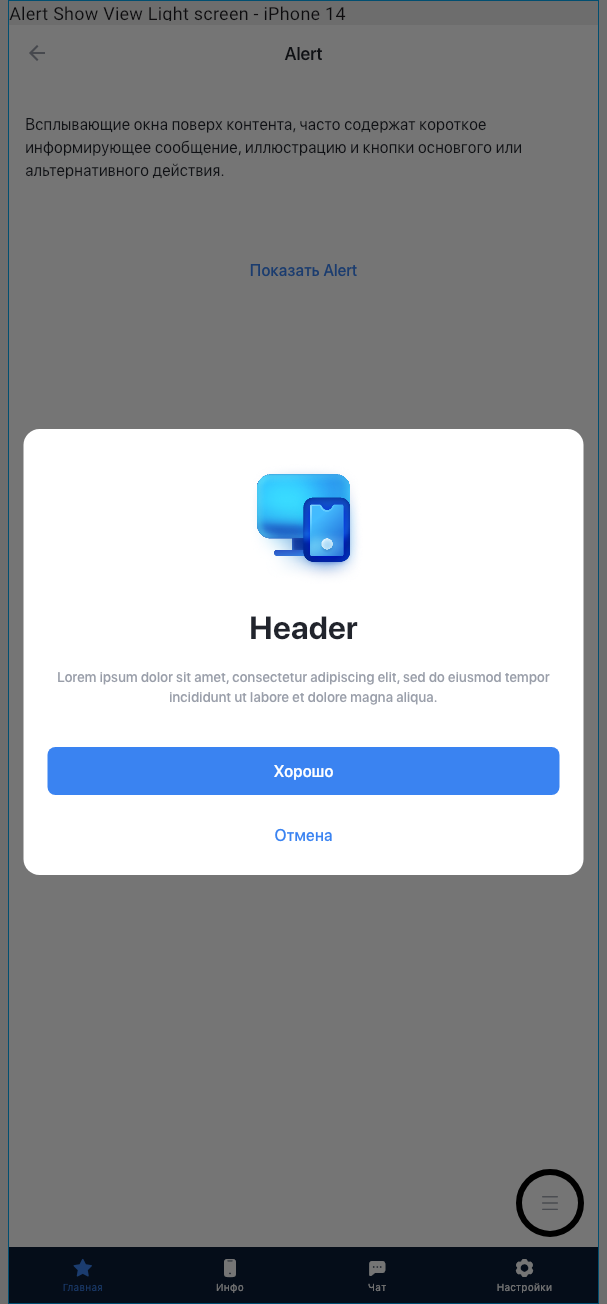 Alert Show View Light screen - iPhone 14
Alert
Всплывающие окна поверх контента, часто содержат короткое
информирующее сообщение, иллюстрацию и кнопки основгого или
альтернативного действия.
Показать Alert
Header
Lorem ipsum dolor sit amet, consectetur adipiscing elit, sed do eiusmod tempor
incididunt ut labore et dolore magna aliqua.
Хорошо
Отмена
Главная Инфо Чат Настройки